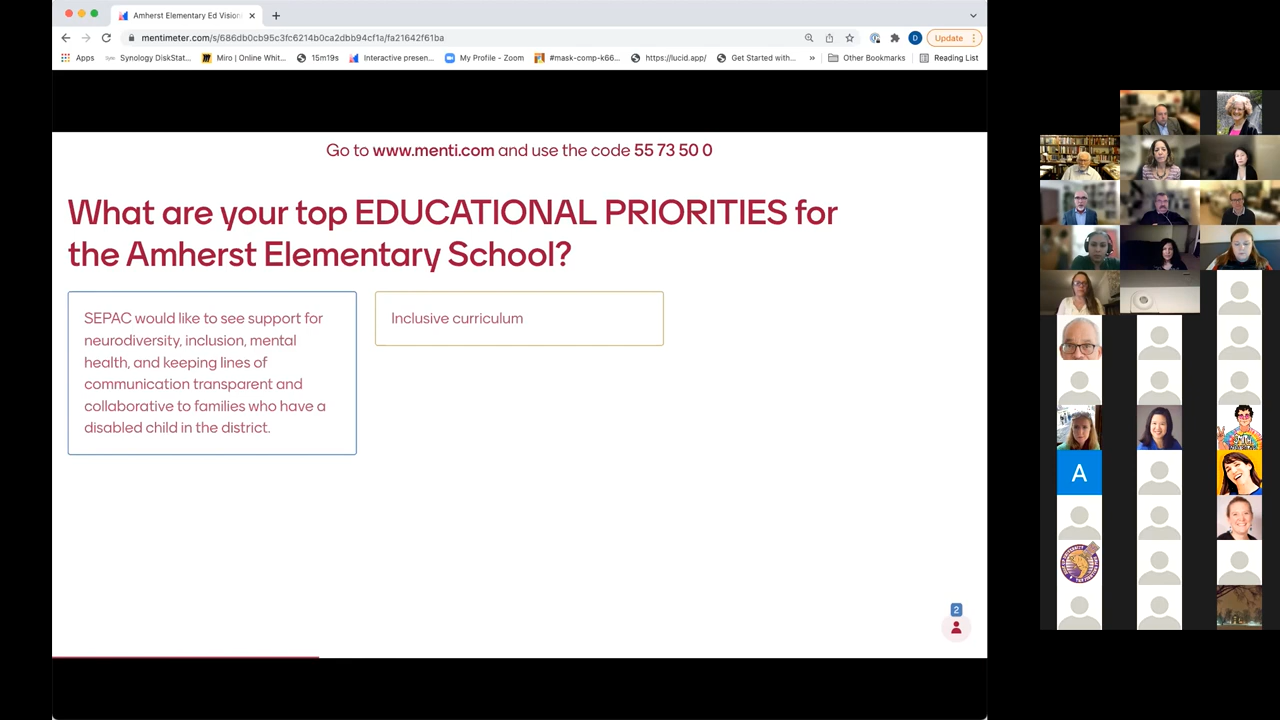 Amherst Elementary Ed Vision
mentimeter.com/s/686db0cb95c3fc6214b0ca2dbb94cf1a/fa21642f61ba
D
Update
Apps
Synology DiskStat...
Miro | Online Whit...
15m19s
Interactive presen...
My Profile - Zoom
#mask-comp-k66...
https://lucid.app/
Get Started with...
»
Other Bookmarks
Reading List
Go to www.menti.com and use the code 55 73 50 0
What are your top EDUCATIONAL PRIORITIES for
the Amherst Elementary School?
SEPAC would like to see support for
neurodiversity, inclusion, mental
health, and keeping lines of
communication transparent and
collaborative to families who have a
disabled child in the district.
Inclusive curriculum
2
A